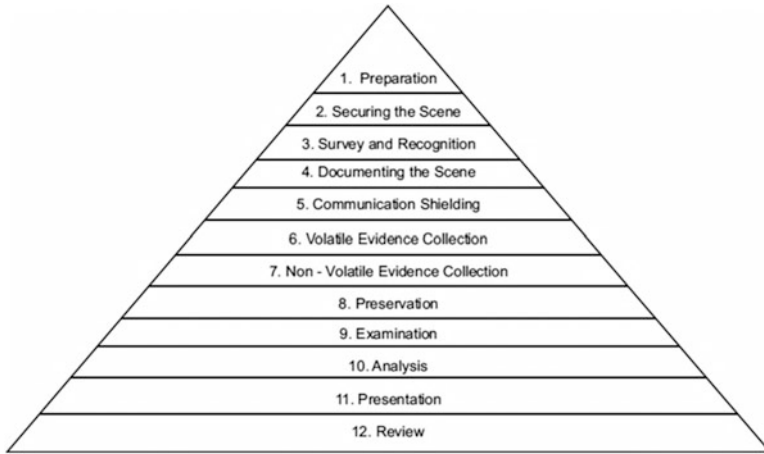 1. Preparation
2. Securing the Scene
3. Survey and Recognition
4. Documenting the Scene
5. Communication Shielding
6. Volatile Evidence Collection
7. Non - Volatile Evidence Collection
8. Preservation
9. Examination
10. Analysis
11. Presentation
12. Review